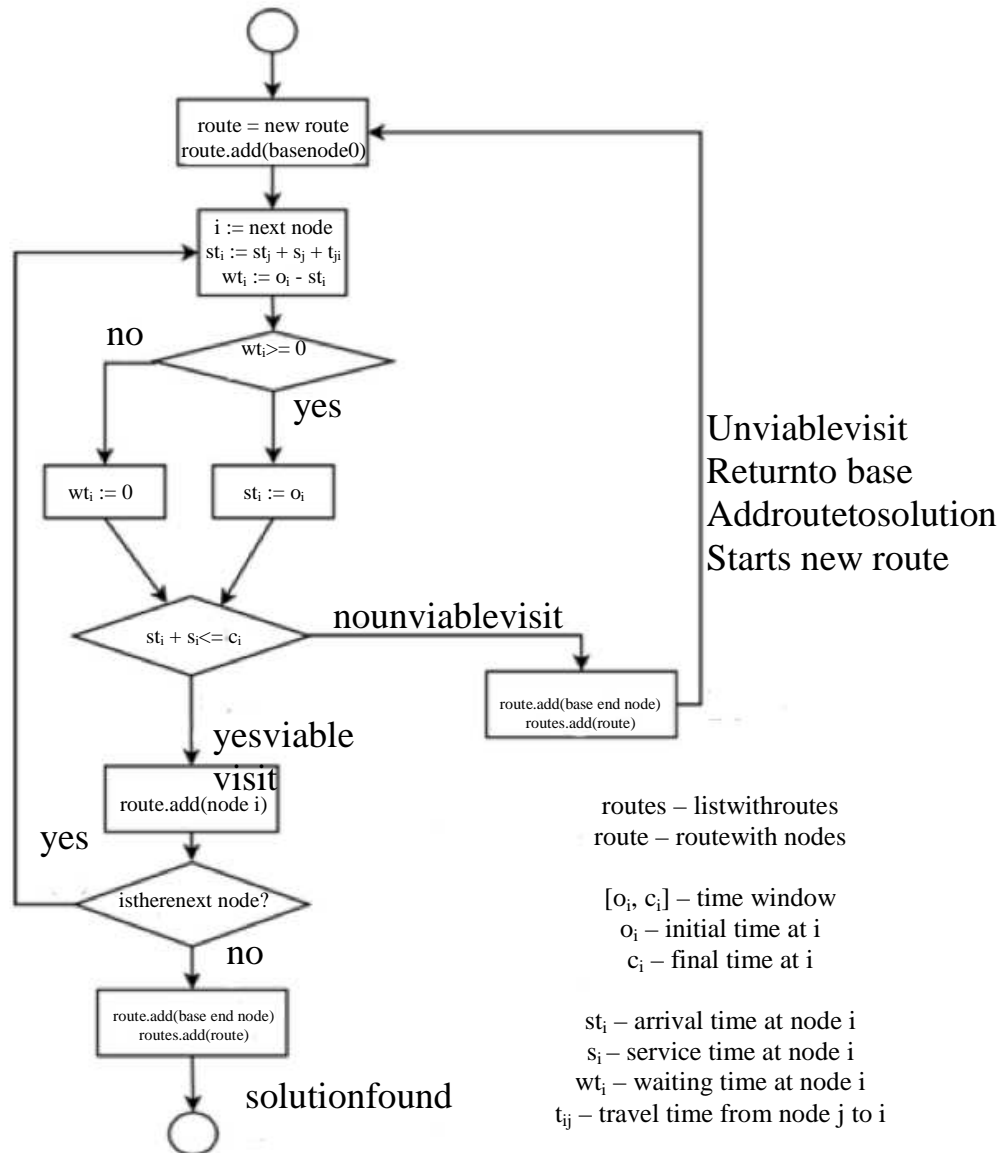 route = new route
route.add(basenode0)
i := next node
stᵢ := stⱼ + sⱼ + tⱼᵢ
wtᵢ := oᵢ - stᵢ
no
wtᵢ>= 0
yes
wtᵢ := 0
stᵢ := oᵢ
Unviablevisit
Returnto base
Addroutetosolution
Starts new route
stᵢ + sᵢ<= cᵢ
nounviablevisit
route.add(base end node)
routes.add(route)
yesviable
visit
route.add(node i)
yes
istherenext node?
no
route.add(base end node)
routes.add(route)
solutionfound
routes – listwithroutes
route – routewith nodes
[oᵢ, cᵢ] – time window
oᵢ – initial time at i
cᵢ – final time at i
stᵢ – arrival time at node i
sᵢ – service time at node i
wtᵢ – waiting time at node i
tᵢⱼ – travel time from node j to i